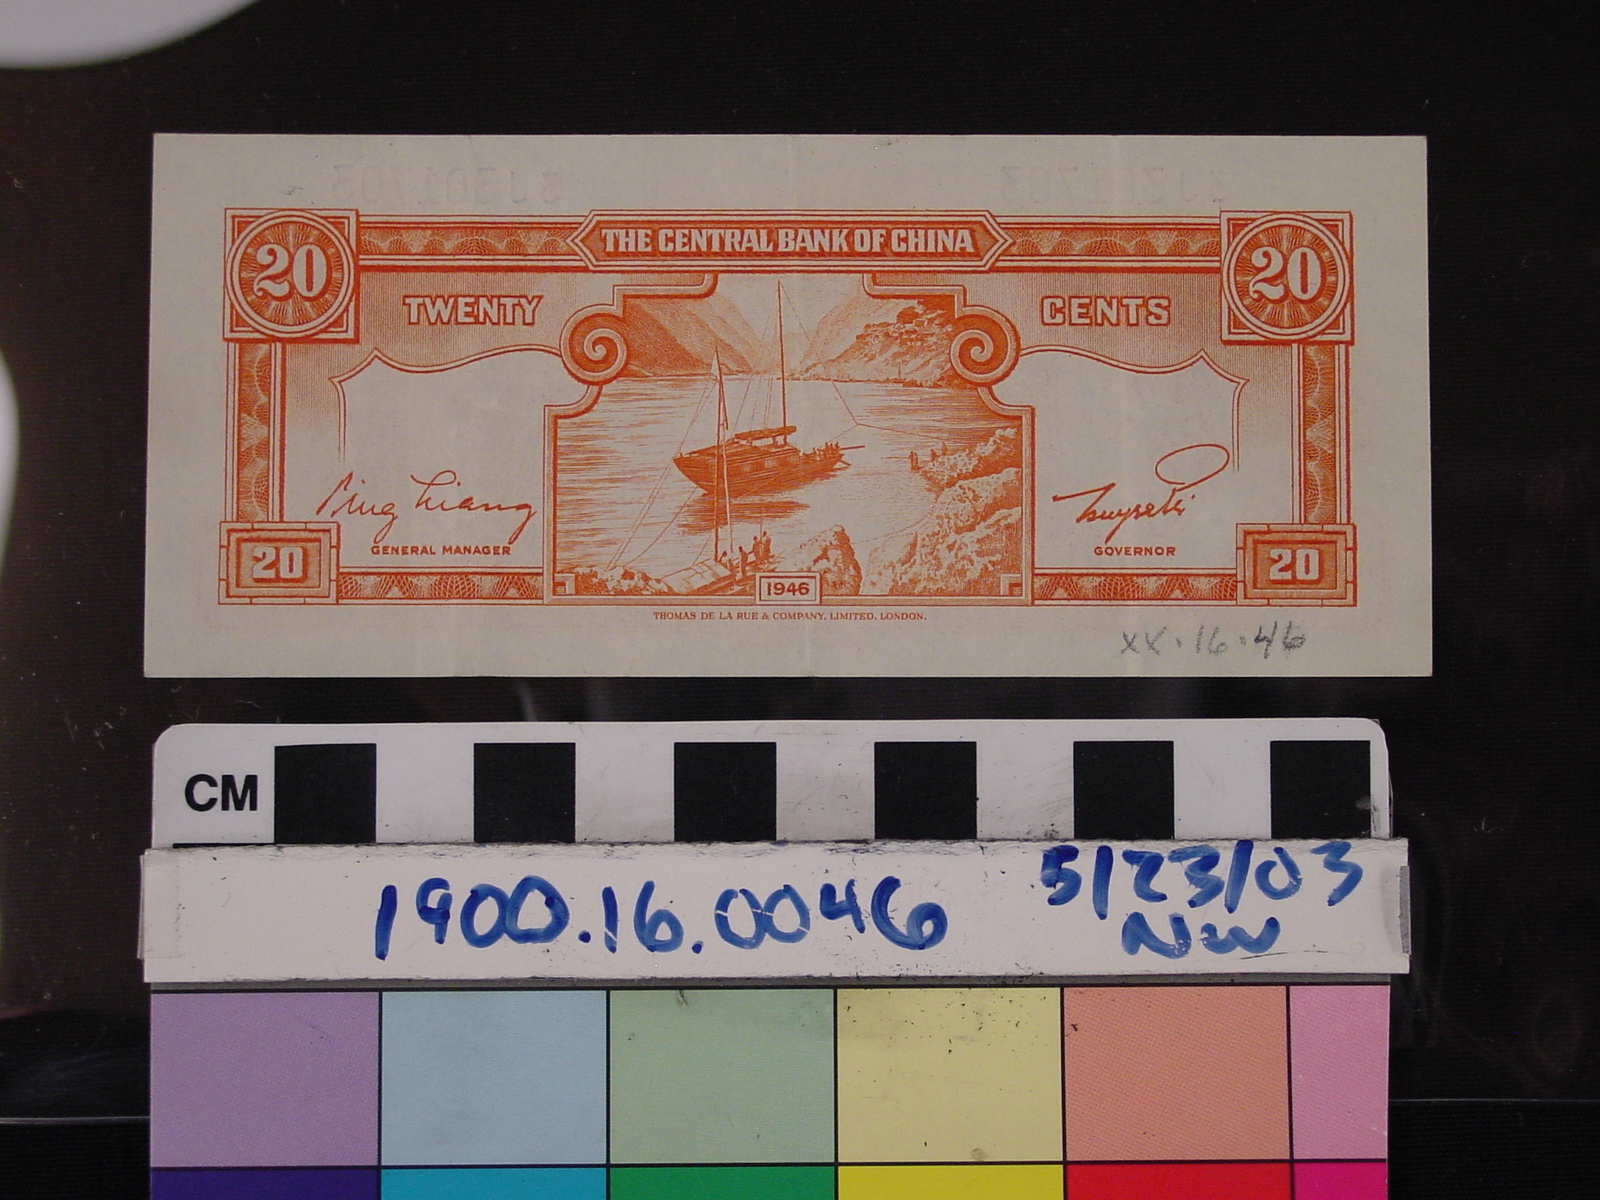 THE CENTRAL BANK OF CHINA
20 20
TWENTY CENTS
GENERAL MANAGER GOVERNOR
20 20
1946
THOMAS DE LA RUE & COMPANY, LIMITED, LONDON.
xx.16.46
CM
1900.16.0046 5/23/03
NW